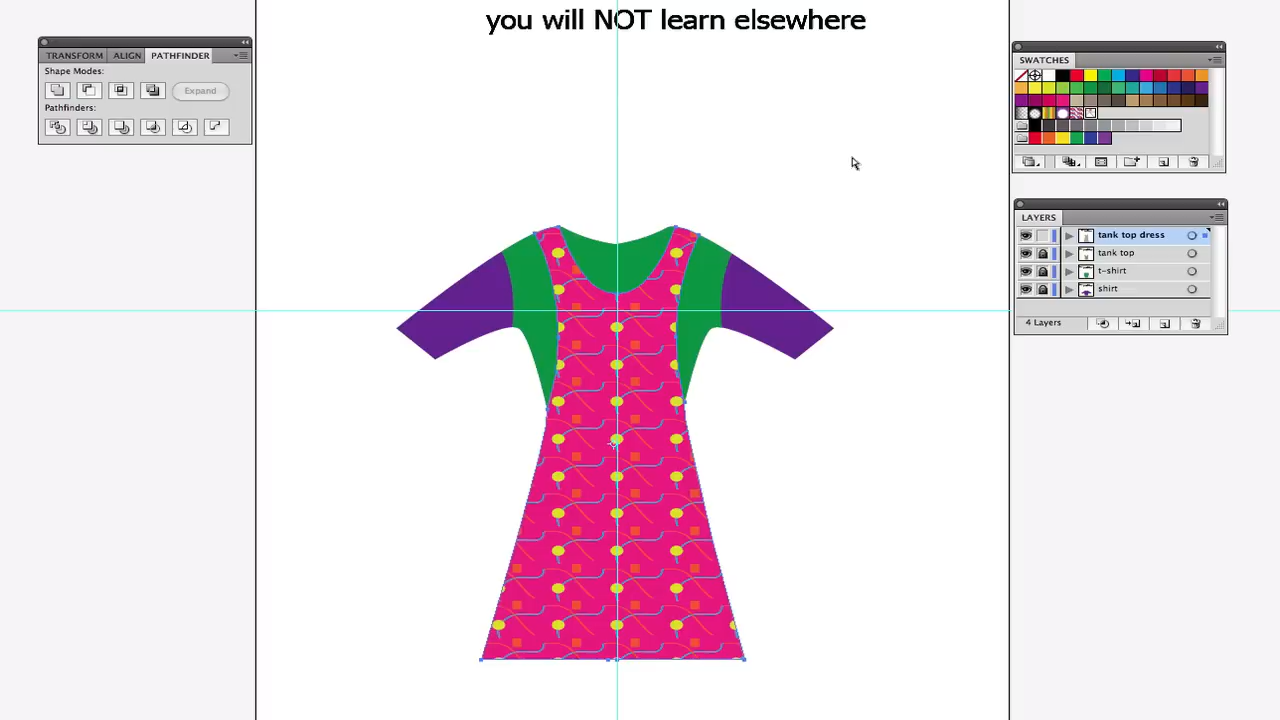 you will NOT learn elsewhere
TRANSFORM ALIGN PATHFINDER
Shape Modes:
Expand
Pathfinders:
SWATCHES
LAYERS
tank top dress
tank top
t-shirt
shirt
4 Layers